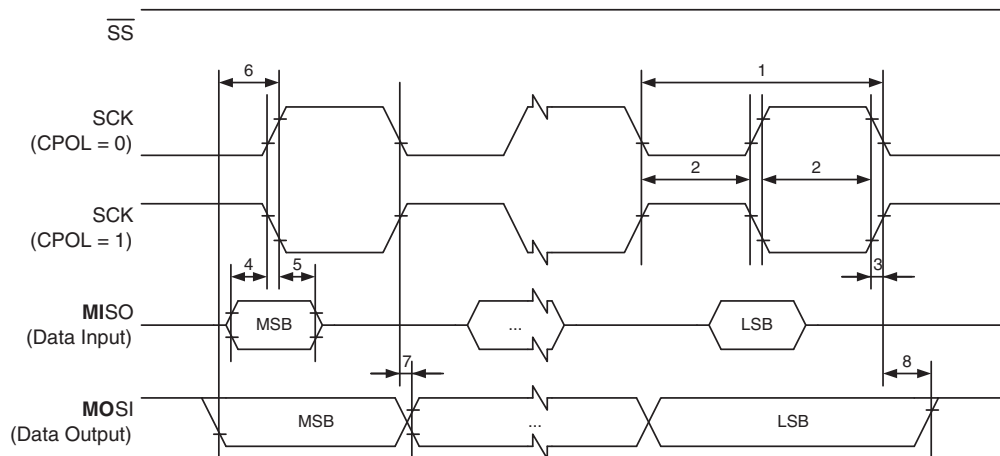 SS
6
1
SCK
(CPOL = 0)
2
2
SCK
(CPOL = 1)
4
5
3
MISO
(Data Input)
MSB
...
LSB
7
8
MOSI
(Data Output)
MSB
...
LSB